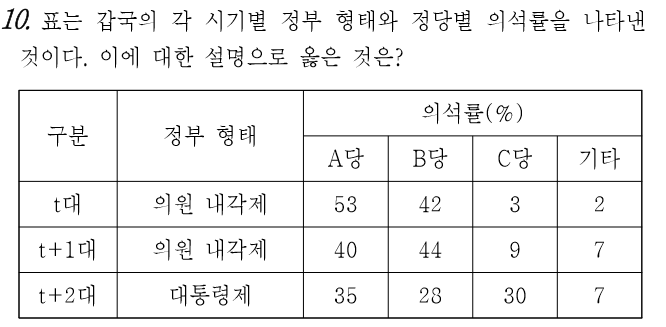 10. 표는 갑국의 각 시기별 정부 형태와 정당별 의석률을 나타낸
것이다. 이에 대한 설명으로 옳은 것은?
구분 정부 형태 의석률(%)
A당 B당 C당 기타
t대 의원 내각제 53 42 3 2
t+1대 의원 내각제 40 44 9 7
t+2대 대통령제 35 28 30 7